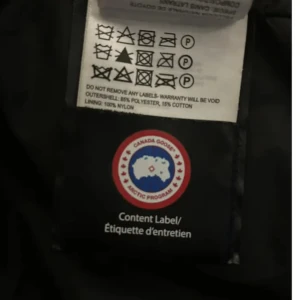 P
P
P
DO NOT REMOVE ANY LABELS- WARRANTY WILL BE VOID
OUTERSHELL: 85% POLYESTER, 15% COTTON
LINING: 100% NYLON
CANADA GOOSE
ARCTIC PROGRAM
Content Label/
Étiquette d'entretien